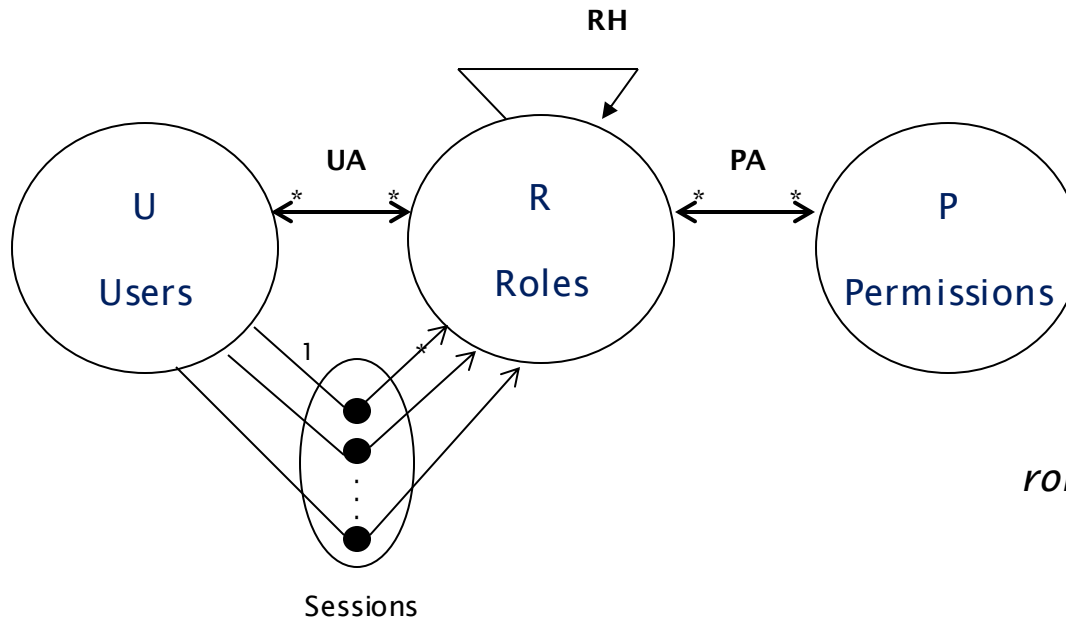 RH
UA
PA
* *
* *
U
Users
R
Roles
P
Permissions
1
*
.
.
.
Sessions